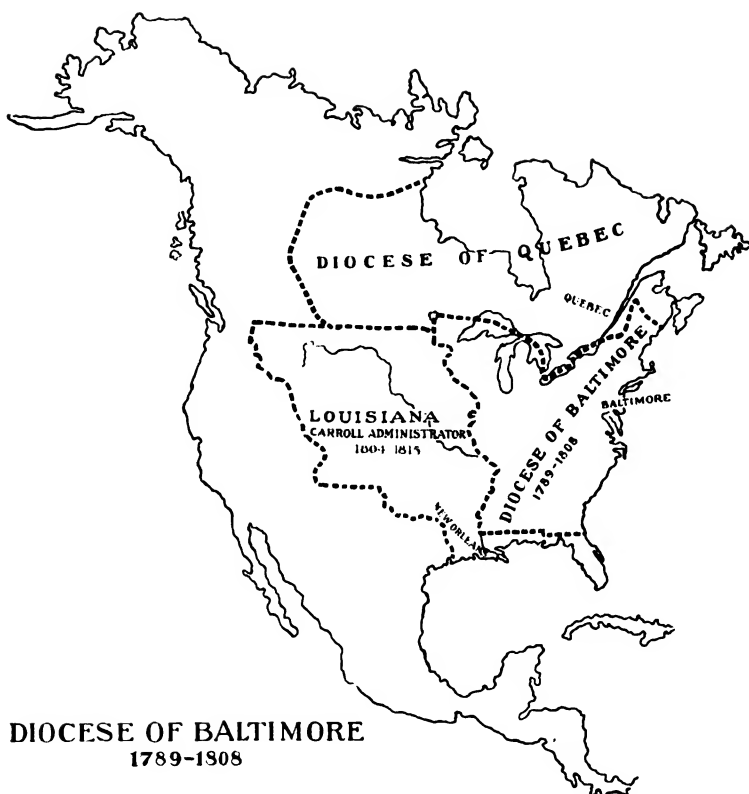 DIOCESE OF QUEBEC
QUEBEC
DIOCESE OF BALTIMORE
1789-1808
BALTIMORE
LOUISIANA
CARROLL ADMINISTRATOR
1804-1815
NEW ORLEANS
DIOCESE OF BALTIMORE
1789-1808